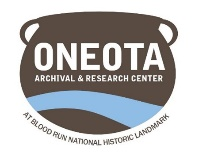 ONEOTA
ARCHIVAL & RESEARCH CENTER
AT BLOOD RUN NATIONAL HISTORIC LANDMARK